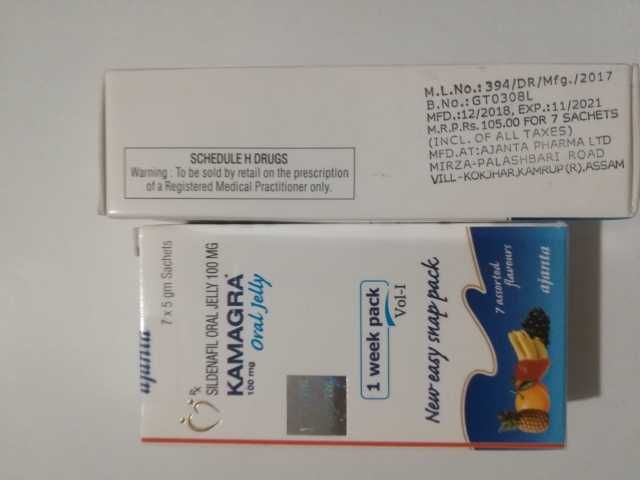 M.L.No.: 394/DR/Mfg./2017
B.No.: GT0308L
MFD.:12/2018, EXP.:11/2021
M.R.P.Rs. 105.00 FOR 7 SACHETS
(INCL. OF ALL TAXES)
MFD.AT:AJANTA PHARMA LTD
MIRZA-PALASHBARI ROAD
VILL-KOKJHAR,KAMRUP(R),ASSAM
SCHEDULE H DRUGS
Warning : To be sold by retail on the prescription
of a Registered Medical Practitioner only.
ajanta
7 x 5 gm Sachets
Rx
SILDENAFIL ORAL JELLY 100 MG
KAMAGRA®
100 mg Oral Jelly
1 week pack
Vol-I
New easy snap pack
7 assorted
flavours
ajanta